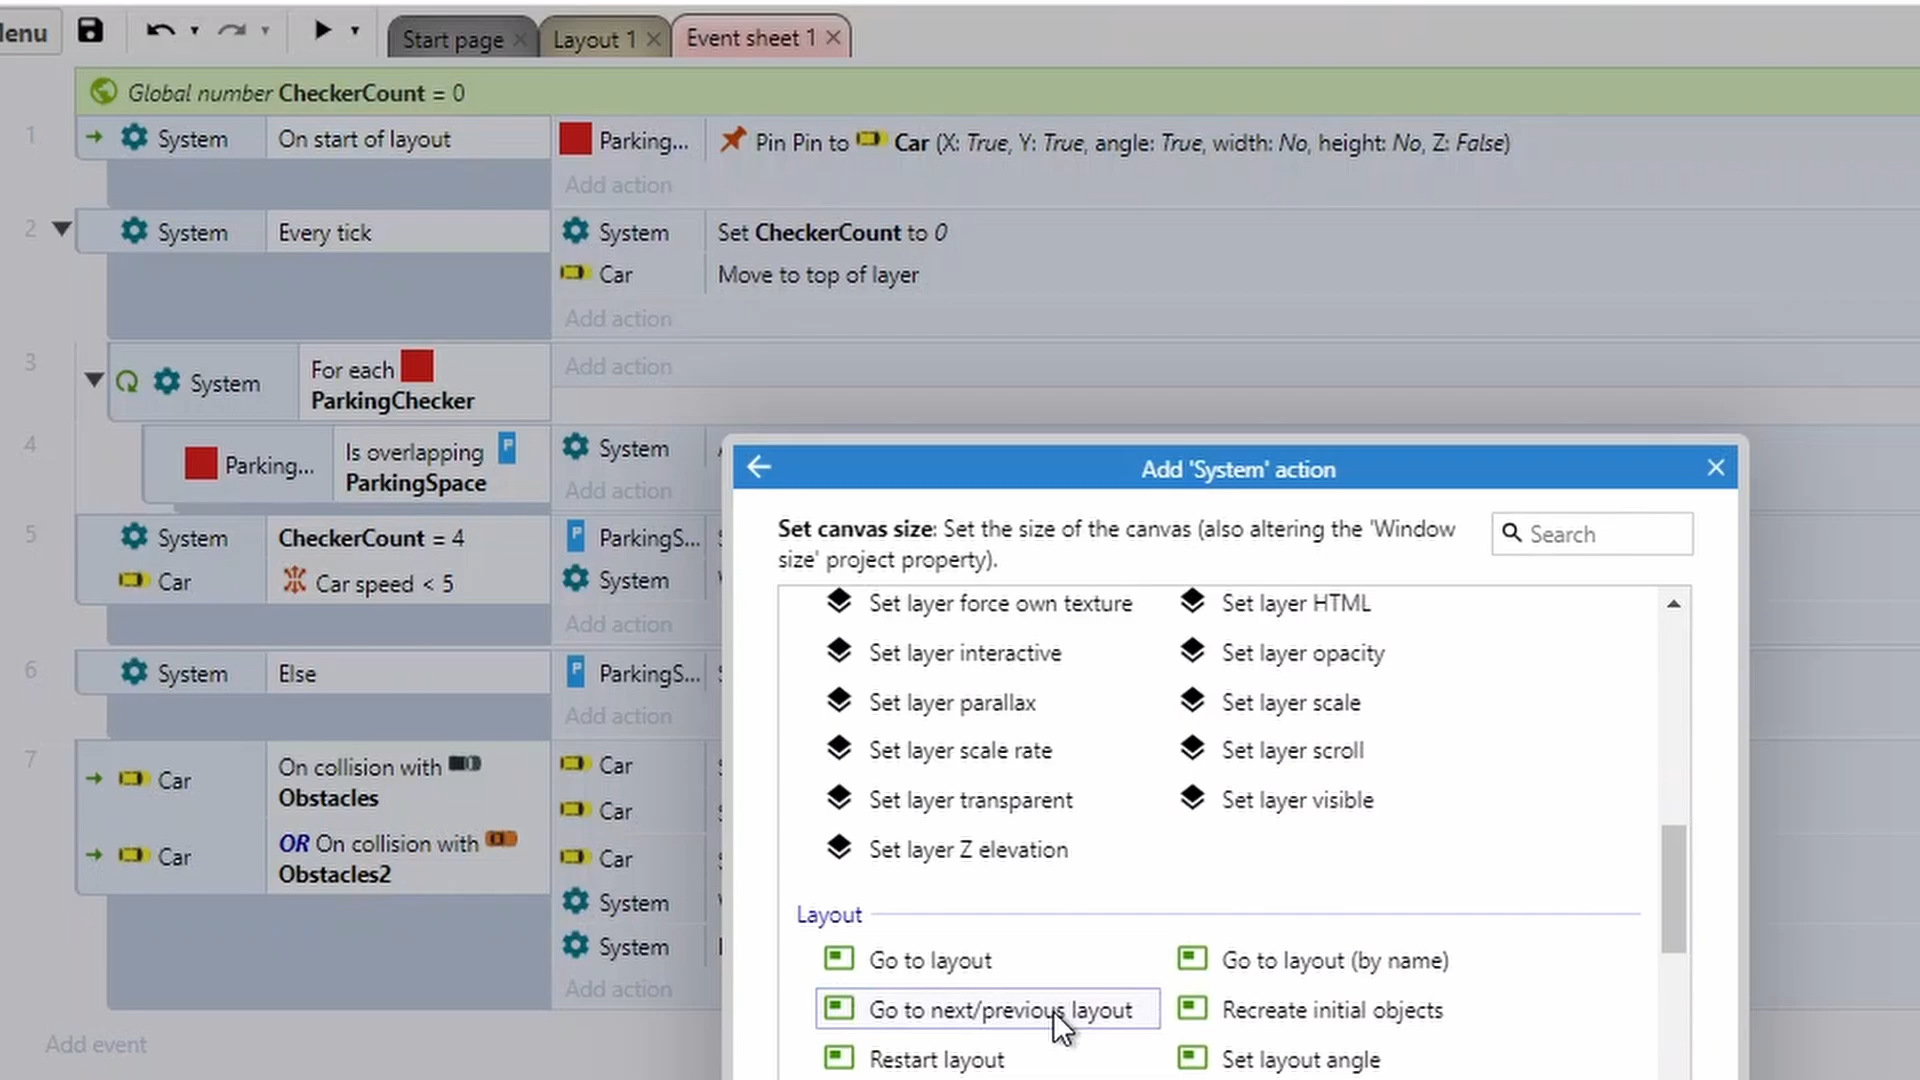 Menu
Start page
Layout 1
Event sheet 1
Global number CheckerCount = 0
1
System
On start of layout
Parking...
Pin Pin to Car (X: True, Y: True, angle: True, width: No, height: No, Z: False)
Add action
2
System
Every tick
System
Set CheckerCount to 0
Car
Move to top of layer
Add action
3
System
For each
ParkingChecker
Add action
4
Parking...
Is overlapping
ParkingSpace
System
Add action
5
System
CheckerCount = 4
Car
Car speed < 5
ParkingS...
System
Add action
6
System
Else
ParkingS...
Add action
7
Car
On collision with
Obstacles
Car
OR On collision with
Obstacles2
Car
Car
Car
System
System
Add action
Add event
Add 'System' action
Set canvas size: Set the size of the canvas (also altering the 'Window
size' project property).
Search
Set layer force own texture
Set layer HTML
Set layer interactive
Set layer opacity
Set layer parallax
Set layer scale
Set layer scale rate
Set layer scroll
Set layer transparent
Set layer visible
Set layer Z elevation
Layout
Go to layout
Go to layout (by name)
Go to next/previous layout
Recreate initial objects
Restart layout
Set layout angle